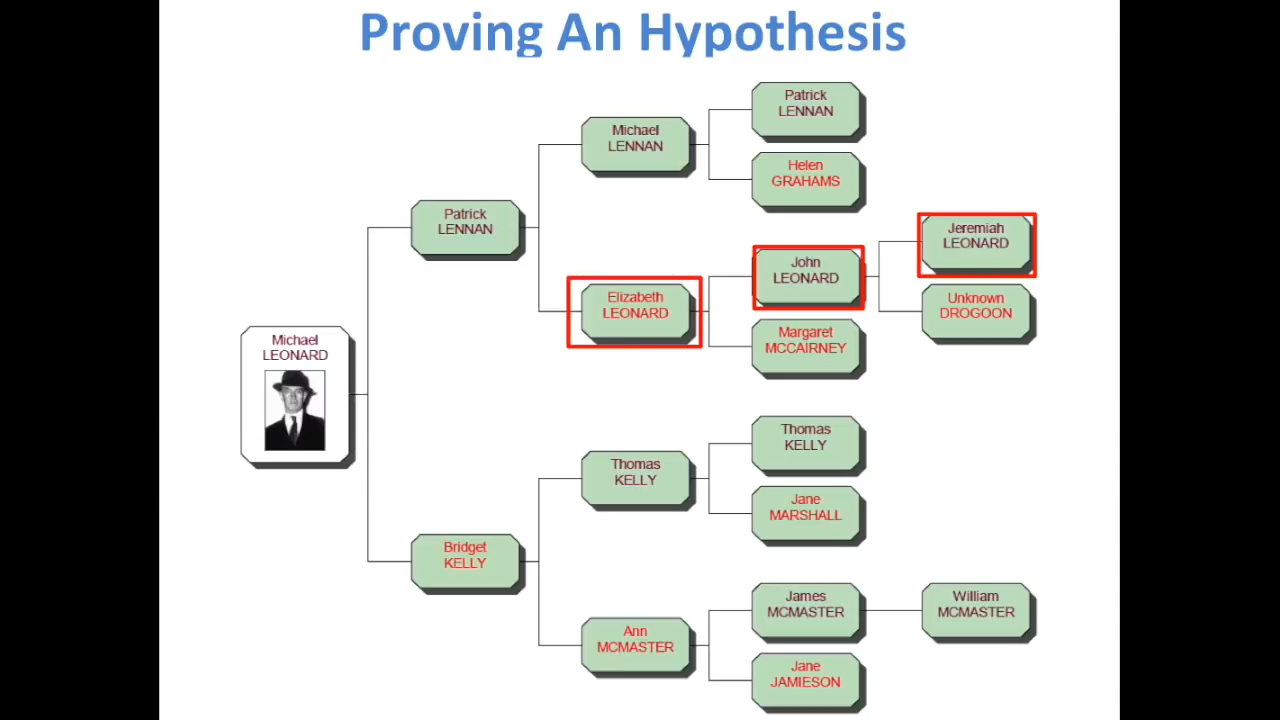 Proving An Hypothesis
Patrick
LENNAN
Michael
LENNAN
Helen
GRAHAMS
Patrick
LENNAN
Jeremiah
LEONARD
John
LEONARD
Elizabeth
LEONARD
Unknown
DROGOON
Margaret
MCCAIRNEY
Michael
LEONARD
Thomas
KELLY
Thomas
KELLY
Jane
MARSHALL
Bridget
KELLY
James
MCMASTER
William
MCMASTER
Ann
MCMASTER
Jane
JAMIESON